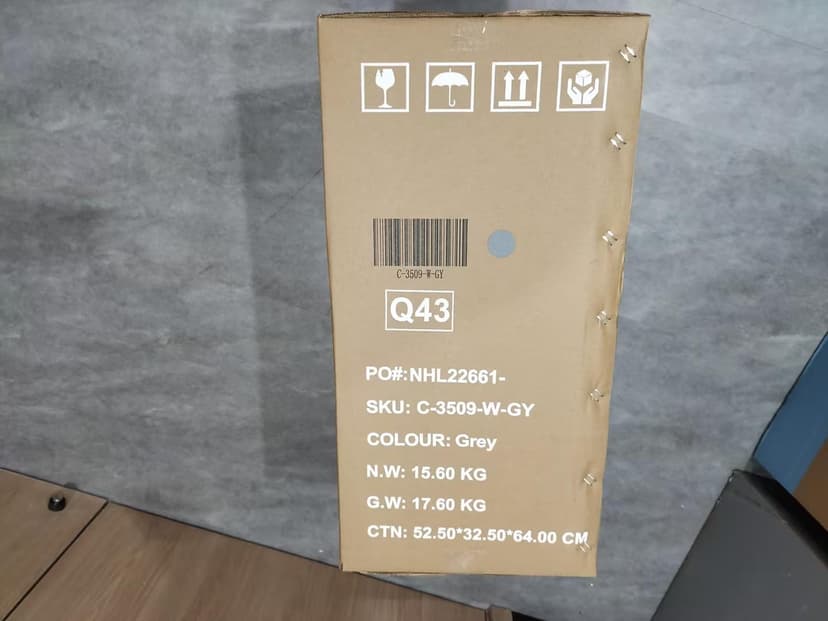 C-3509-W-GY
Q43
PO#:NHL22661-
SKU: C-3509-W-GY
COLOUR: Grey
N.W: 15.60 KG
G.W: 17.60 KG
CTN: 52.50*32.50*64.00 CM